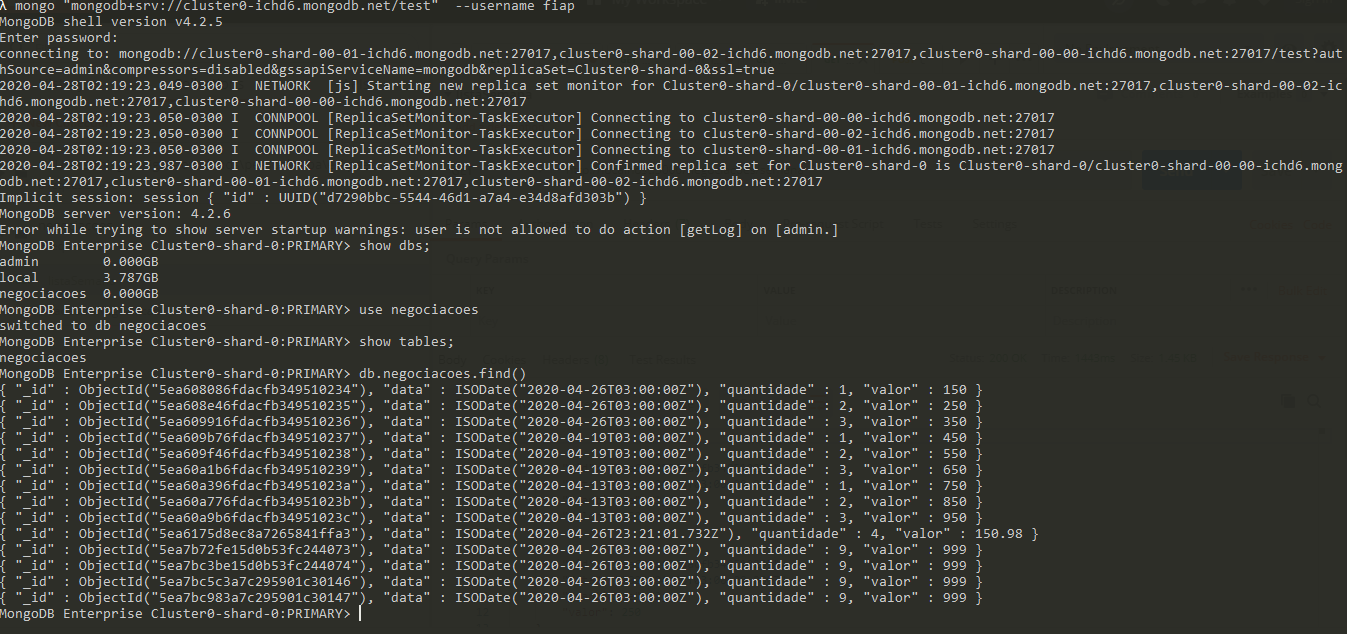 λ mongo "mongodb+srv://cluster0-ichd6.mongodb.net/test"  --username fiap
MongoDB shell version v4.2.5
Enter password:
connecting to: mongodb://cluster0-shard-00-01-ichd6.mongodb.net:27017,cluster0-shard-00-02-ichd6.mongodb.net:27017,cluster0-shard-00-00-ichd6.mongodb.net:27017/test?aut
hSource=admin&compressors=disabled&gssapiServiceName=mongodb&replicaSet=Cluster0-shard-0&ssl=true
2020-04-28T02:19:23.049-0300 I  NETWORK  [js] Starting new replica set monitor for Cluster0-shard-0/cluster0-shard-00-01-ichd6.mongodb.net:27017,cluster0-shard-00-02-ic
hd6.mongodb.net:27017,cluster0-shard-00-00-ichd6.mongodb.net:27017
2020-04-28T02:19:23.050-0300 I  CONNPOOL [ReplicaSetMonitor-TaskExecutor] Connecting to cluster0-shard-00-00-ichd6.mongodb.net:27017
2020-04-28T02:19:23.050-0300 I  CONNPOOL [ReplicaSetMonitor-TaskExecutor] Connecting to cluster0-shard-00-02-ichd6.mongodb.net:27017
2020-04-28T02:19:23.050-0300 I  CONNPOOL [ReplicaSetMonitor-TaskExecutor] Connecting to cluster0-shard-00-01-ichd6.mongodb.net:27017
2020-04-28T02:19:23.987-0300 I  NETWORK  [ReplicaSetMonitor-TaskExecutor] Confirmed replica set for Cluster0-shard-0 is Cluster0-shard-0/cluster0-shard-00-00-ichd6.mong
odb.net:27017,cluster0-shard-00-01-ichd6.mongodb.net:27017,cluster0-shard-00-02-ichd6.mongodb.net:27017
Implicit session: session { "id" : UUID("d7290bbc-5544-46d1-a7a4-e34d8afd303b") }
MongoDB server version: 4.2.6
Error while trying to show server startup warnings: user is not allowed to do action [getLog] on [admin.]
MongoDB Enterprise Cluster0-shard-0:PRIMARY> show dbs;
admin        0.000GB
local        3.787GB
negociacoes  0.000GB
MongoDB Enterprise Cluster0-shard-0:PRIMARY> use negociacoes
switched to db negociacoes
MongoDB Enterprise Cluster0-shard-0:PRIMARY> show tables;
negociacoes
MongoDB Enterprise Cluster0-shard-0:PRIMARY> db.negociacoes.find()
{ "_id" : ObjectId("5ea608086fdacfb349510234"), "data" : ISODate("2020-04-26T03:00:00Z"), "quantidade" : 1, "valor" : 150 }
{ "_id" : ObjectId("5ea608e46fdacfb349510235"), "data" : ISODate("2020-04-26T03:00:00Z"), "quantidade" : 2, "valor" : 250 }
{ "_id" : ObjectId("5ea609916fdacfb349510236"), "data" : ISODate("2020-04-26T03:00:00Z"), "quantidade" : 3, "valor" : 350 }
{ "_id" : ObjectId("5ea609b76fdacfb349510237"), "data" : ISODate("2020-04-19T03:00:00Z"), "quantidade" : 1, "valor" : 450 }
{ "_id" : ObjectId("5ea609f46fdacfb349510238"), "data" : ISODate("2020-04-19T03:00:00Z"), "quantidade" : 2, "valor" : 550 }
{ "_id" : ObjectId("5ea60a1b6fdacfb349510239"), "data" : ISODate("2020-04-19T03:00:00Z"), "quantidade" : 3, "valor" : 650 }
{ "_id" : ObjectId("5ea60a396fdacfb34951023a"), "data" : ISODate("2020-04-13T03:00:00Z"), "quantidade" : 1, "valor" : 750 }
{ "_id" : ObjectId("5ea60a776fdacfb34951023b"), "data" : ISODate("2020-04-13T03:00:00Z"), "quantidade" : 2, "valor" : 850 }
{ "_id" : ObjectId("5ea60a9b6fdacfb34951023c"), "data" : ISODate("2020-04-13T03:00:00Z"), "quantidade" : 3, "valor" : 950 }
{ "_id" : ObjectId("5ea6175d8ec8a7265841ffa3"), "data" : ISODate("2020-04-26T23:21:01.732Z"), "quantidade" : 4, "valor" : 150.98 }
{ "_id" : ObjectId("5ea7b72fe15d0b53fc244073"), "data" : ISODate("2020-04-26T03:00:00Z"), "quantidade" : 9, "valor" : 999 }
{ "_id" : ObjectId("5ea7bc3be15d0b53fc244074"), "data" : ISODate("2020-04-26T03:00:00Z"), "quantidade" : 9, "valor" : 999 }
{ "_id" : ObjectId("5ea7bc5c3a7c295901c30146"), "data" : ISODate("2020-04-26T03:00:00Z"), "quantidade" : 9, "valor" : 999 }
{ "_id" : ObjectId("5ea7bc983a7c295901c30147"), "data" : ISODate("2020-04-26T03:00:00Z"), "quantidade" : 9, "valor" : 999 }
MongoDB Enterprise Cluster0-shard-0:PRIMARY>